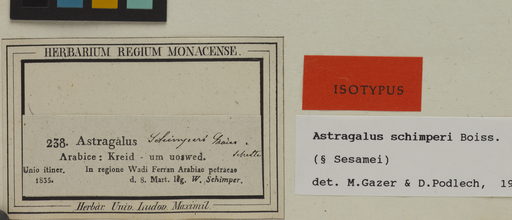 HERBARIUM REGIUM MONACENSE.
238. Astragalus Schimperi Boiss.
Arabice: Kreid - um uoswed.
Unio itiner. 1835.
In regione Wadi Ferran Arabiae petraeae
d. 8. Mart. leg. W. Schimper.
Herbar. Univ. Ludov. Maximil.
ISOTYPUS
Astragalus schimperi Boiss.
(§ Sesamei)
det. M.Gazer & D.Podlech, 19